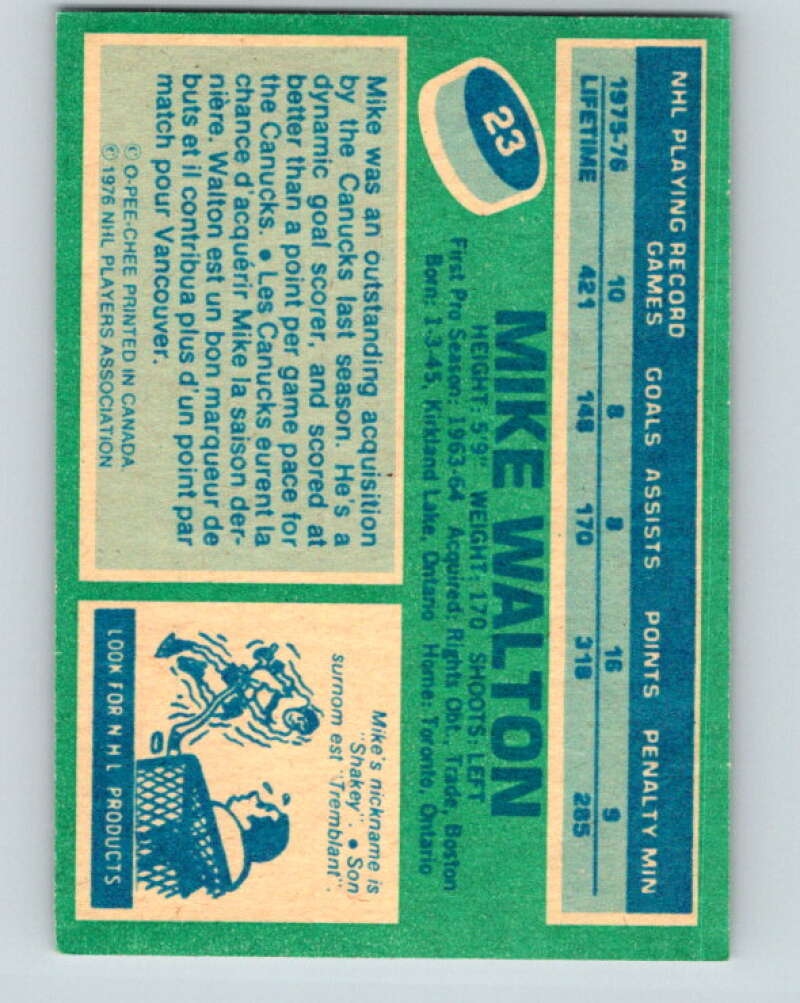 NHL PLAYING RECORD
GAMES GOALS ASSISTS POINTS PENALTY MIN
1975-76 10 8 8 16 9
LIFETIME 421 148 170 318 285
23
MIKE WALTON
HEIGHT: 5'9" WEIGHT: 170 SHOOTS: LEFT
First Pro Season: 1963-64 Acquired: Rights Obt., Trade, Boston
Born: 1-3-45, Kirkland Lake, Ontario Home: Toronto, Ontario
Mike was an outstanding acquisition
by the Canucks last season. He's a
dynamic goal scorer, and scored at
better than a point per game pace for
the Canucks. • Les Canucks eurent la
chance d'acquérir Mike la saison der-
nière. Walton est un bon marqueur de
buts et il contribua plus d'un point par
match pour Vancouver.
© O-PEE-CHEE PRINTED IN CANADA
© 1976 NHL PLAYERS ASSOCIATION
Mike's nickname is
"Shakey". • Son
surnom est "Tremblant".
LOOK FOR NHL PRODUCTS